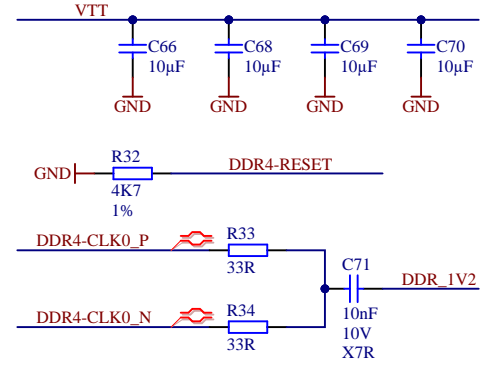 VTT
C66
10µF
GND
C68
10µF
GND
C69
10µF
GND
C70
10µF
GND
GND
R32
4K7
1%
DDR4-RESET
DDR4-CLK0_P
R33
33R
DDR4-CLK0_N
R34
33R
C71
10nF
10V
X7R
DDR_1V2